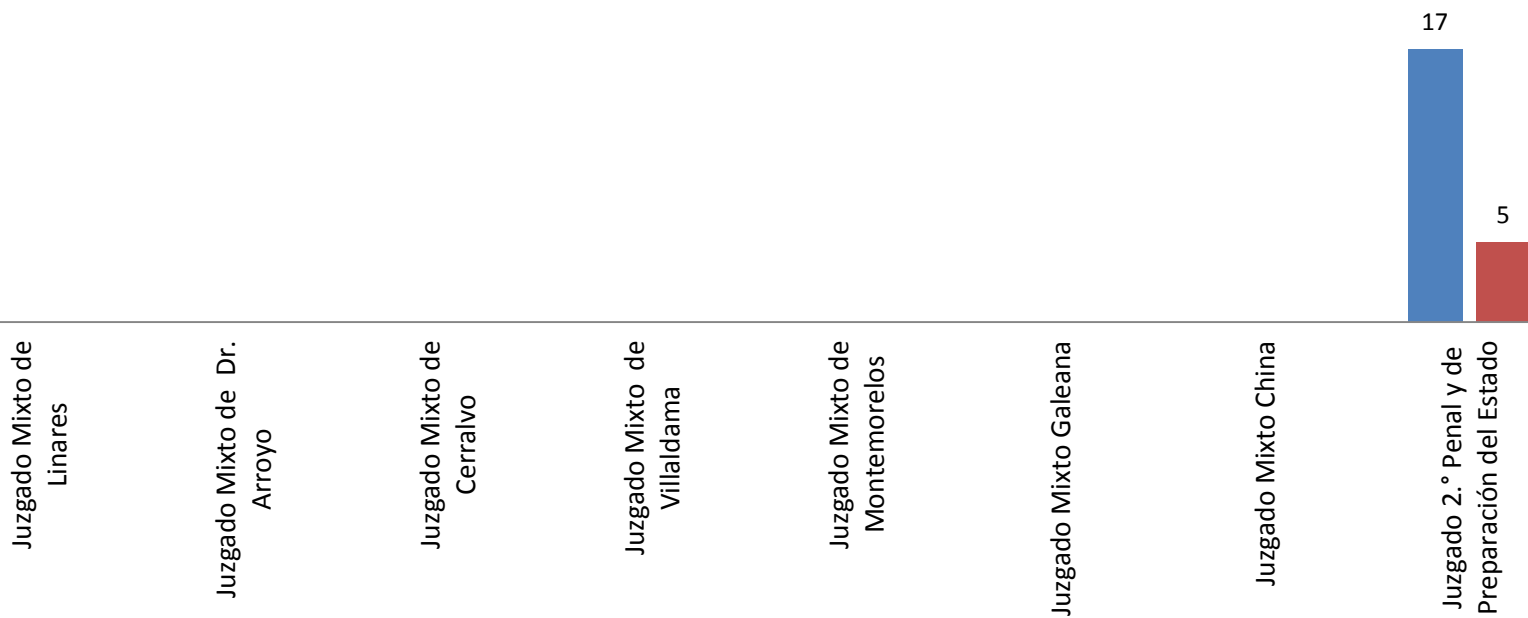 17
5
Juzgado Mixto de
Linares
Juzgado Mixto de  Dr.
Arroyo
Juzgado Mixto de
Cerralvo
Juzgado Mixto  de
Villaldama
Juzgado Mixto de
Montemorelos
Juzgado Mixto Galeana
Juzgado Mixto China
Juzgado 2.° Penal y de
Preparación del Estado